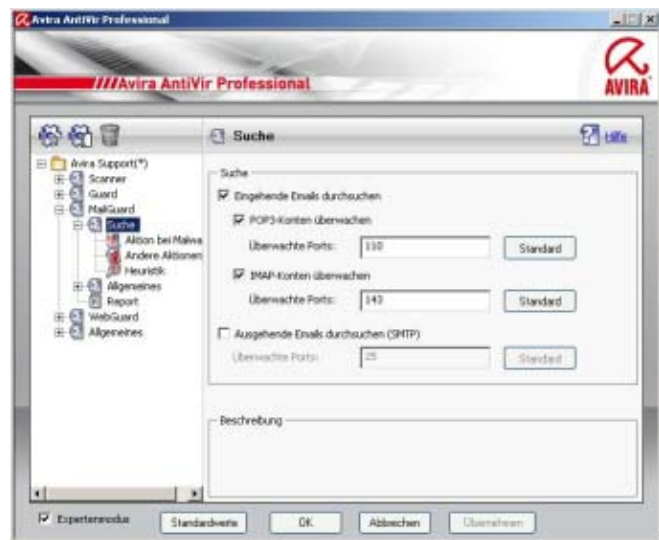 Avira AntiVir Professional
////Avira AntiVir Professional
AVIRA
Suche
Hilfe
Avira Support(*)
Scanner
Guard
MailGuard
Suche
Aktion bei Malwa
Andere Aktionen
Heuristik
Allgemeines
Report
WebGuard
Allgemeines
Suche
Eingehende Emails durchsuchen
POP3-Konten überwachen
Überwachte Ports:
110
Standard
IMAP-Konten überwachen
Überwachte Ports:
143
Standard
Ausgehende Emails durchsuchen (SMTP)
Überwachte Ports:
25
Standard
Beschreibung
Expertenmodus
Standardwerte
OK
Abbrechen
Übernehmen